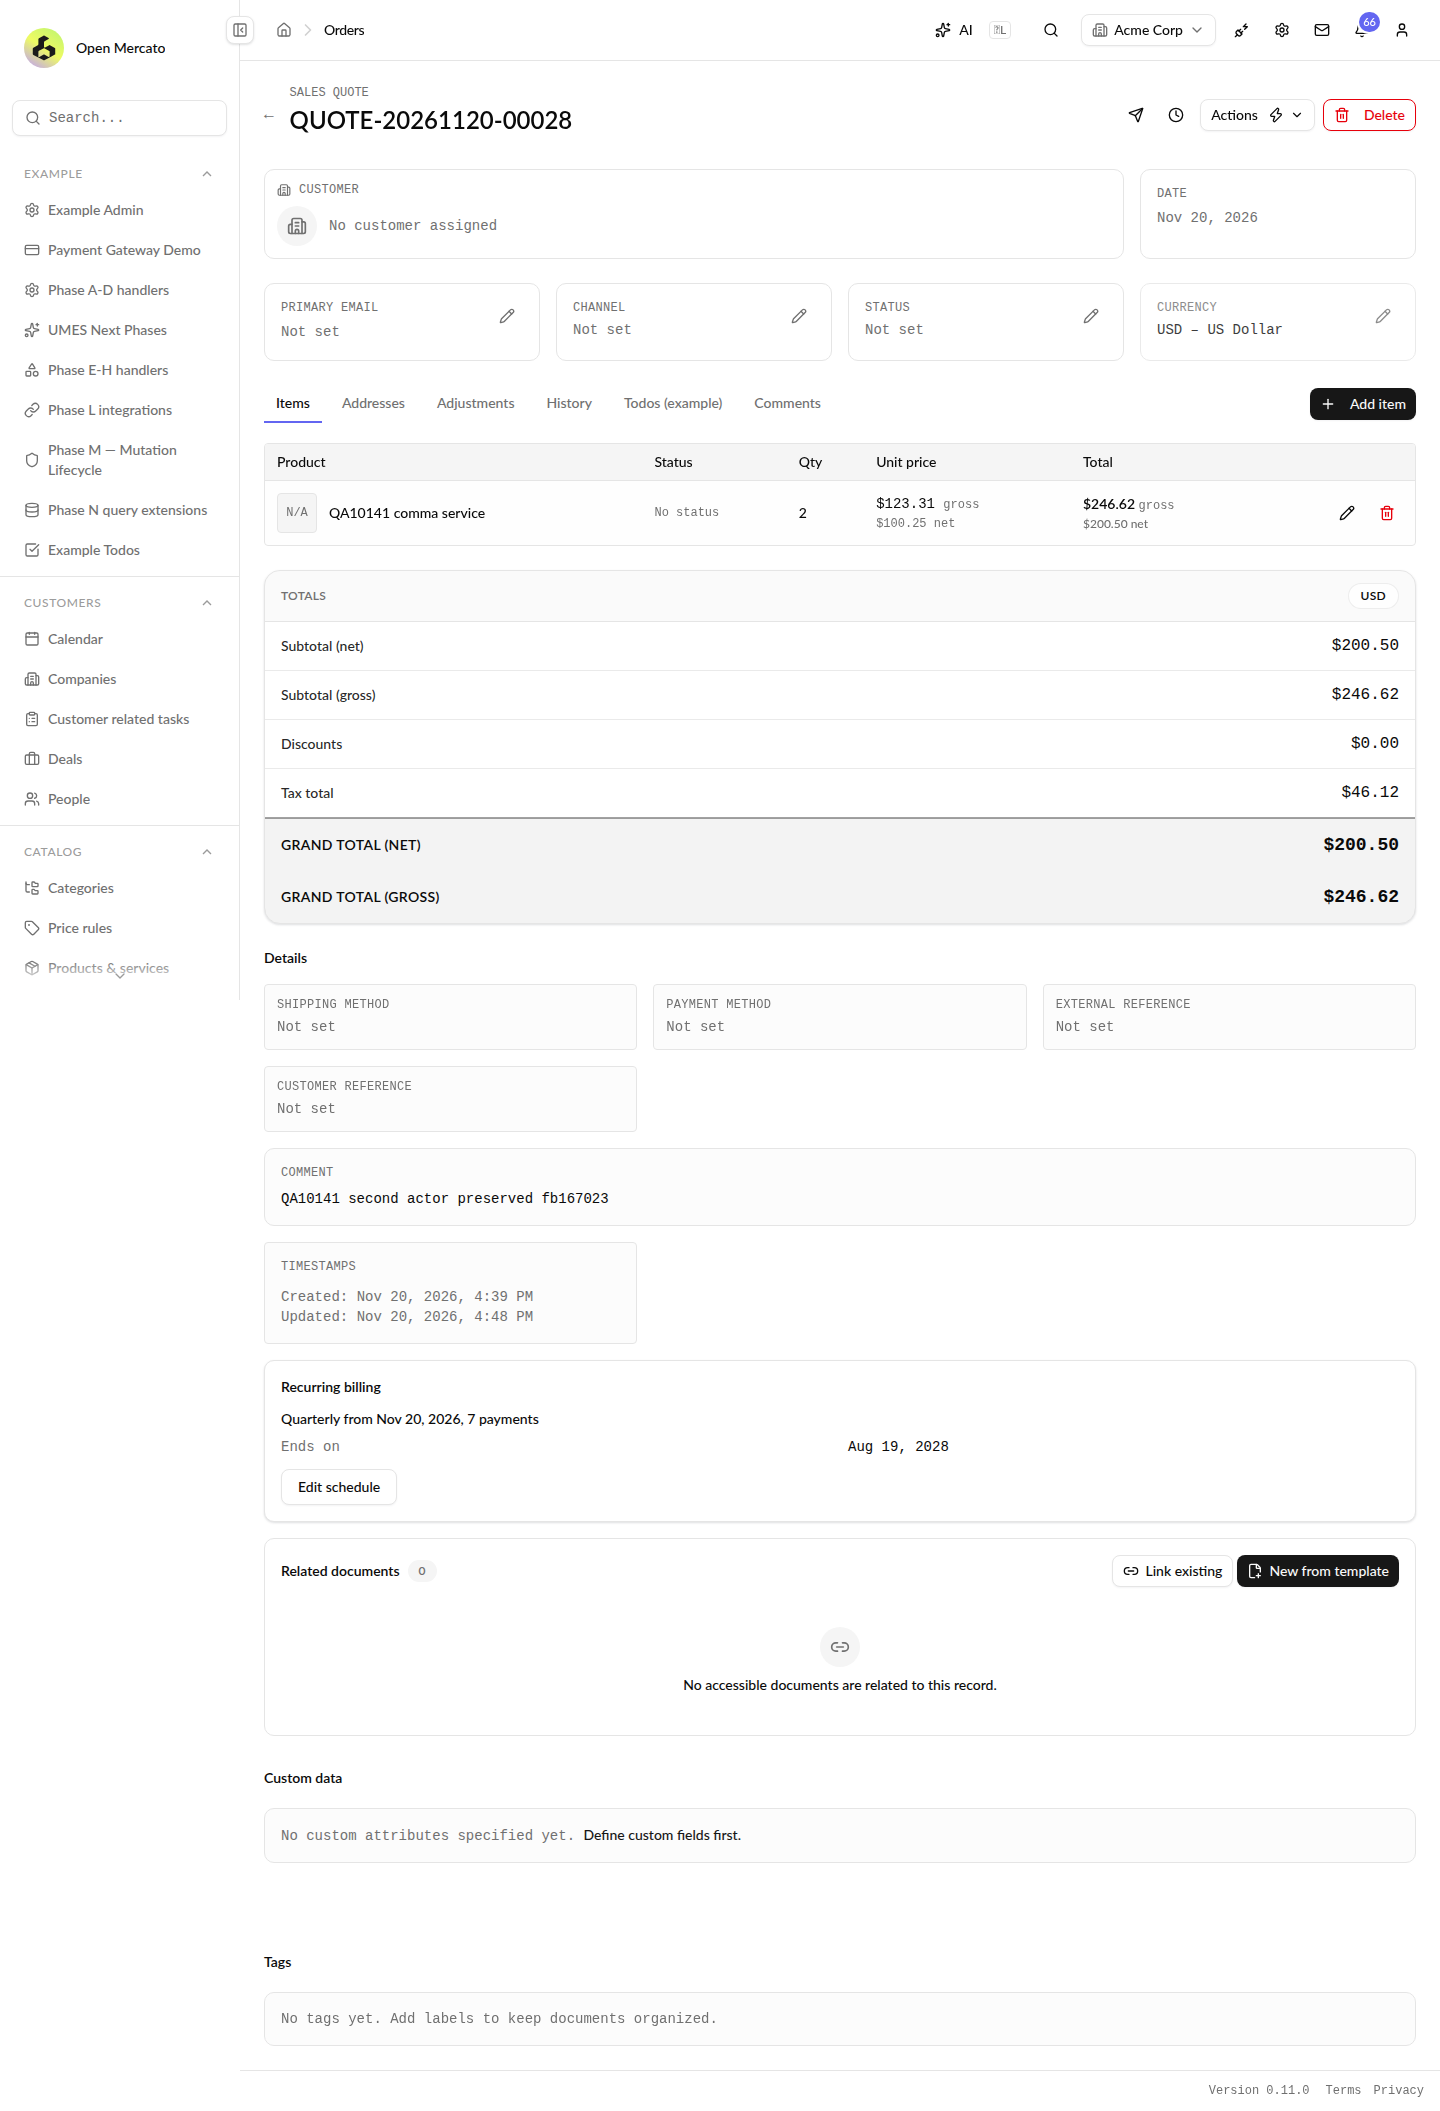 Open Mercato
Search...
EXAMPLE
Example Admin
Payment Gateway Demo
Phase A-D handlers
UMES Next Phases
Phase E-H handlers
Phase L integrations
Phase M — Mutation
Lifecycle
Phase N query extensions
Example Todos
CUSTOMERS
Calendar
Companies
Customer related tasks
Deals
People
CATALOG
Categories
Price rules
Products & services
Orders
AI
L
Acme Corp
66
SALES QUOTE
← QUOTE-20261120-00028
Actions
Delete
CUSTOMER
No customer assigned
DATE
Nov 20, 2026
PRIMARY EMAIL
Not set
CHANNEL
Not set
STATUS
Not set
CURRENCY
USD – US Dollar
Items Addresses Adjustments History Todos (example) Comments
Add item
Product Status Qty Unit price Total
N/A QA10141 comma service No status 2 $123.31 gross $246.62 gross
$100.25 net $200.50 net
TOTALS USD
Subtotal (net) $200.50
Subtotal (gross) $246.62
Discounts $0.00
Tax total $46.12
GRAND TOTAL (NET) $200.50
GRAND TOTAL (GROSS) $246.62
Details
SHIPPING METHOD
Not set
PAYMENT METHOD
Not set
EXTERNAL REFERENCE
Not set
CUSTOMER REFERENCE
Not set
COMMENT
QA10141 second actor preserved fb167023
TIMESTAMPS
Created: Nov 20, 2026, 4:39 PM
Updated: Nov 20, 2026, 4:48 PM
Recurring billing
Quarterly from Nov 20, 2026, 7 payments
Ends on Aug 19, 2028
Edit schedule
Related documents 0
Link existing
New from template
No accessible documents are related to this record.
Custom data
No custom attributes specified yet. Define custom fields first.
Tags
No tags yet. Add labels to keep documents organized.
Version 0.11.0 Terms Privacy